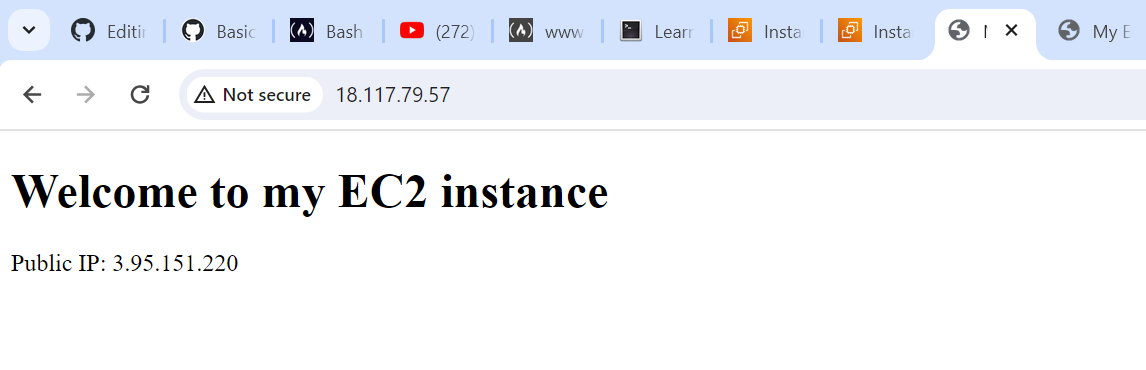 Editi
Basic
Bash
(272)
www
Learn
Insta
Insta
My E
Not secure
18.117.79.57
Welcome to my EC2 instance
Public IP: 3.95.151.220